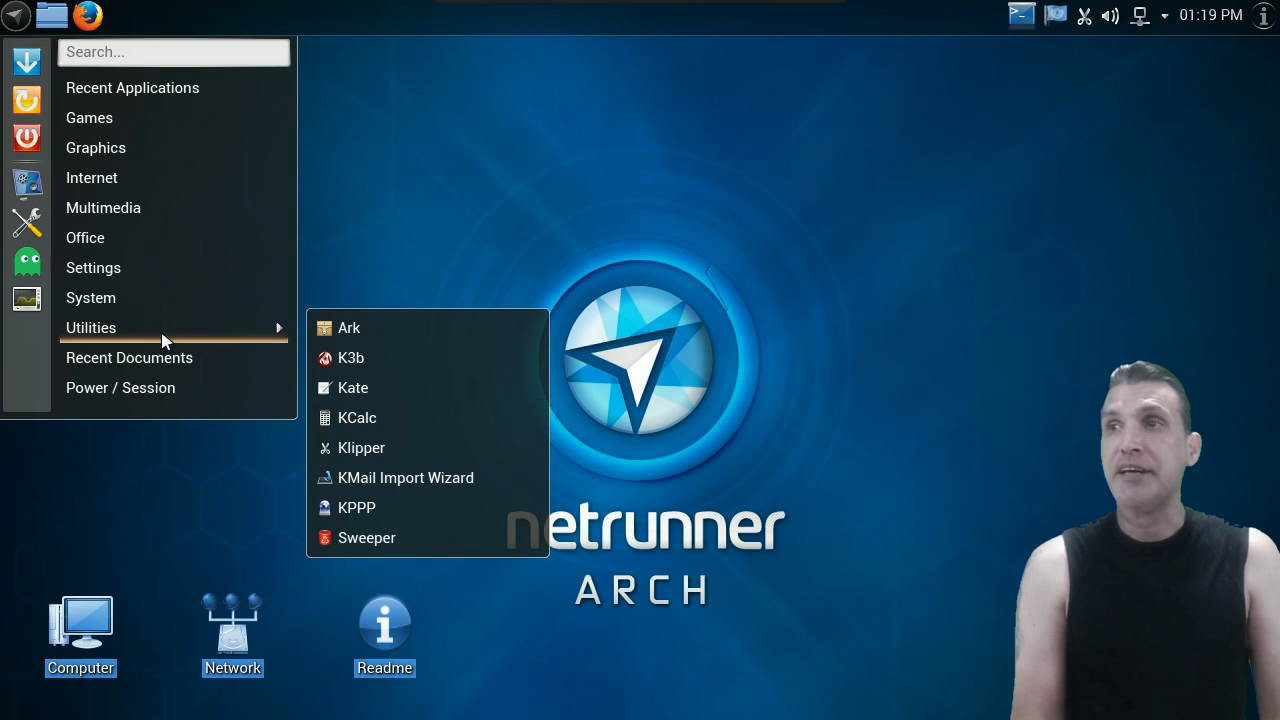 01:19 PM
Search...
Recent Applications
Games
Graphics
Internet
Multimedia
Office
Settings
System
Utilities
Recent Documents
Power / Session
Ark
K3b
Kate
KCalc
Klipper
KMail Import Wizard
KPPP
Sweeper
netrunner
ARCH
Computer
Network
Readme